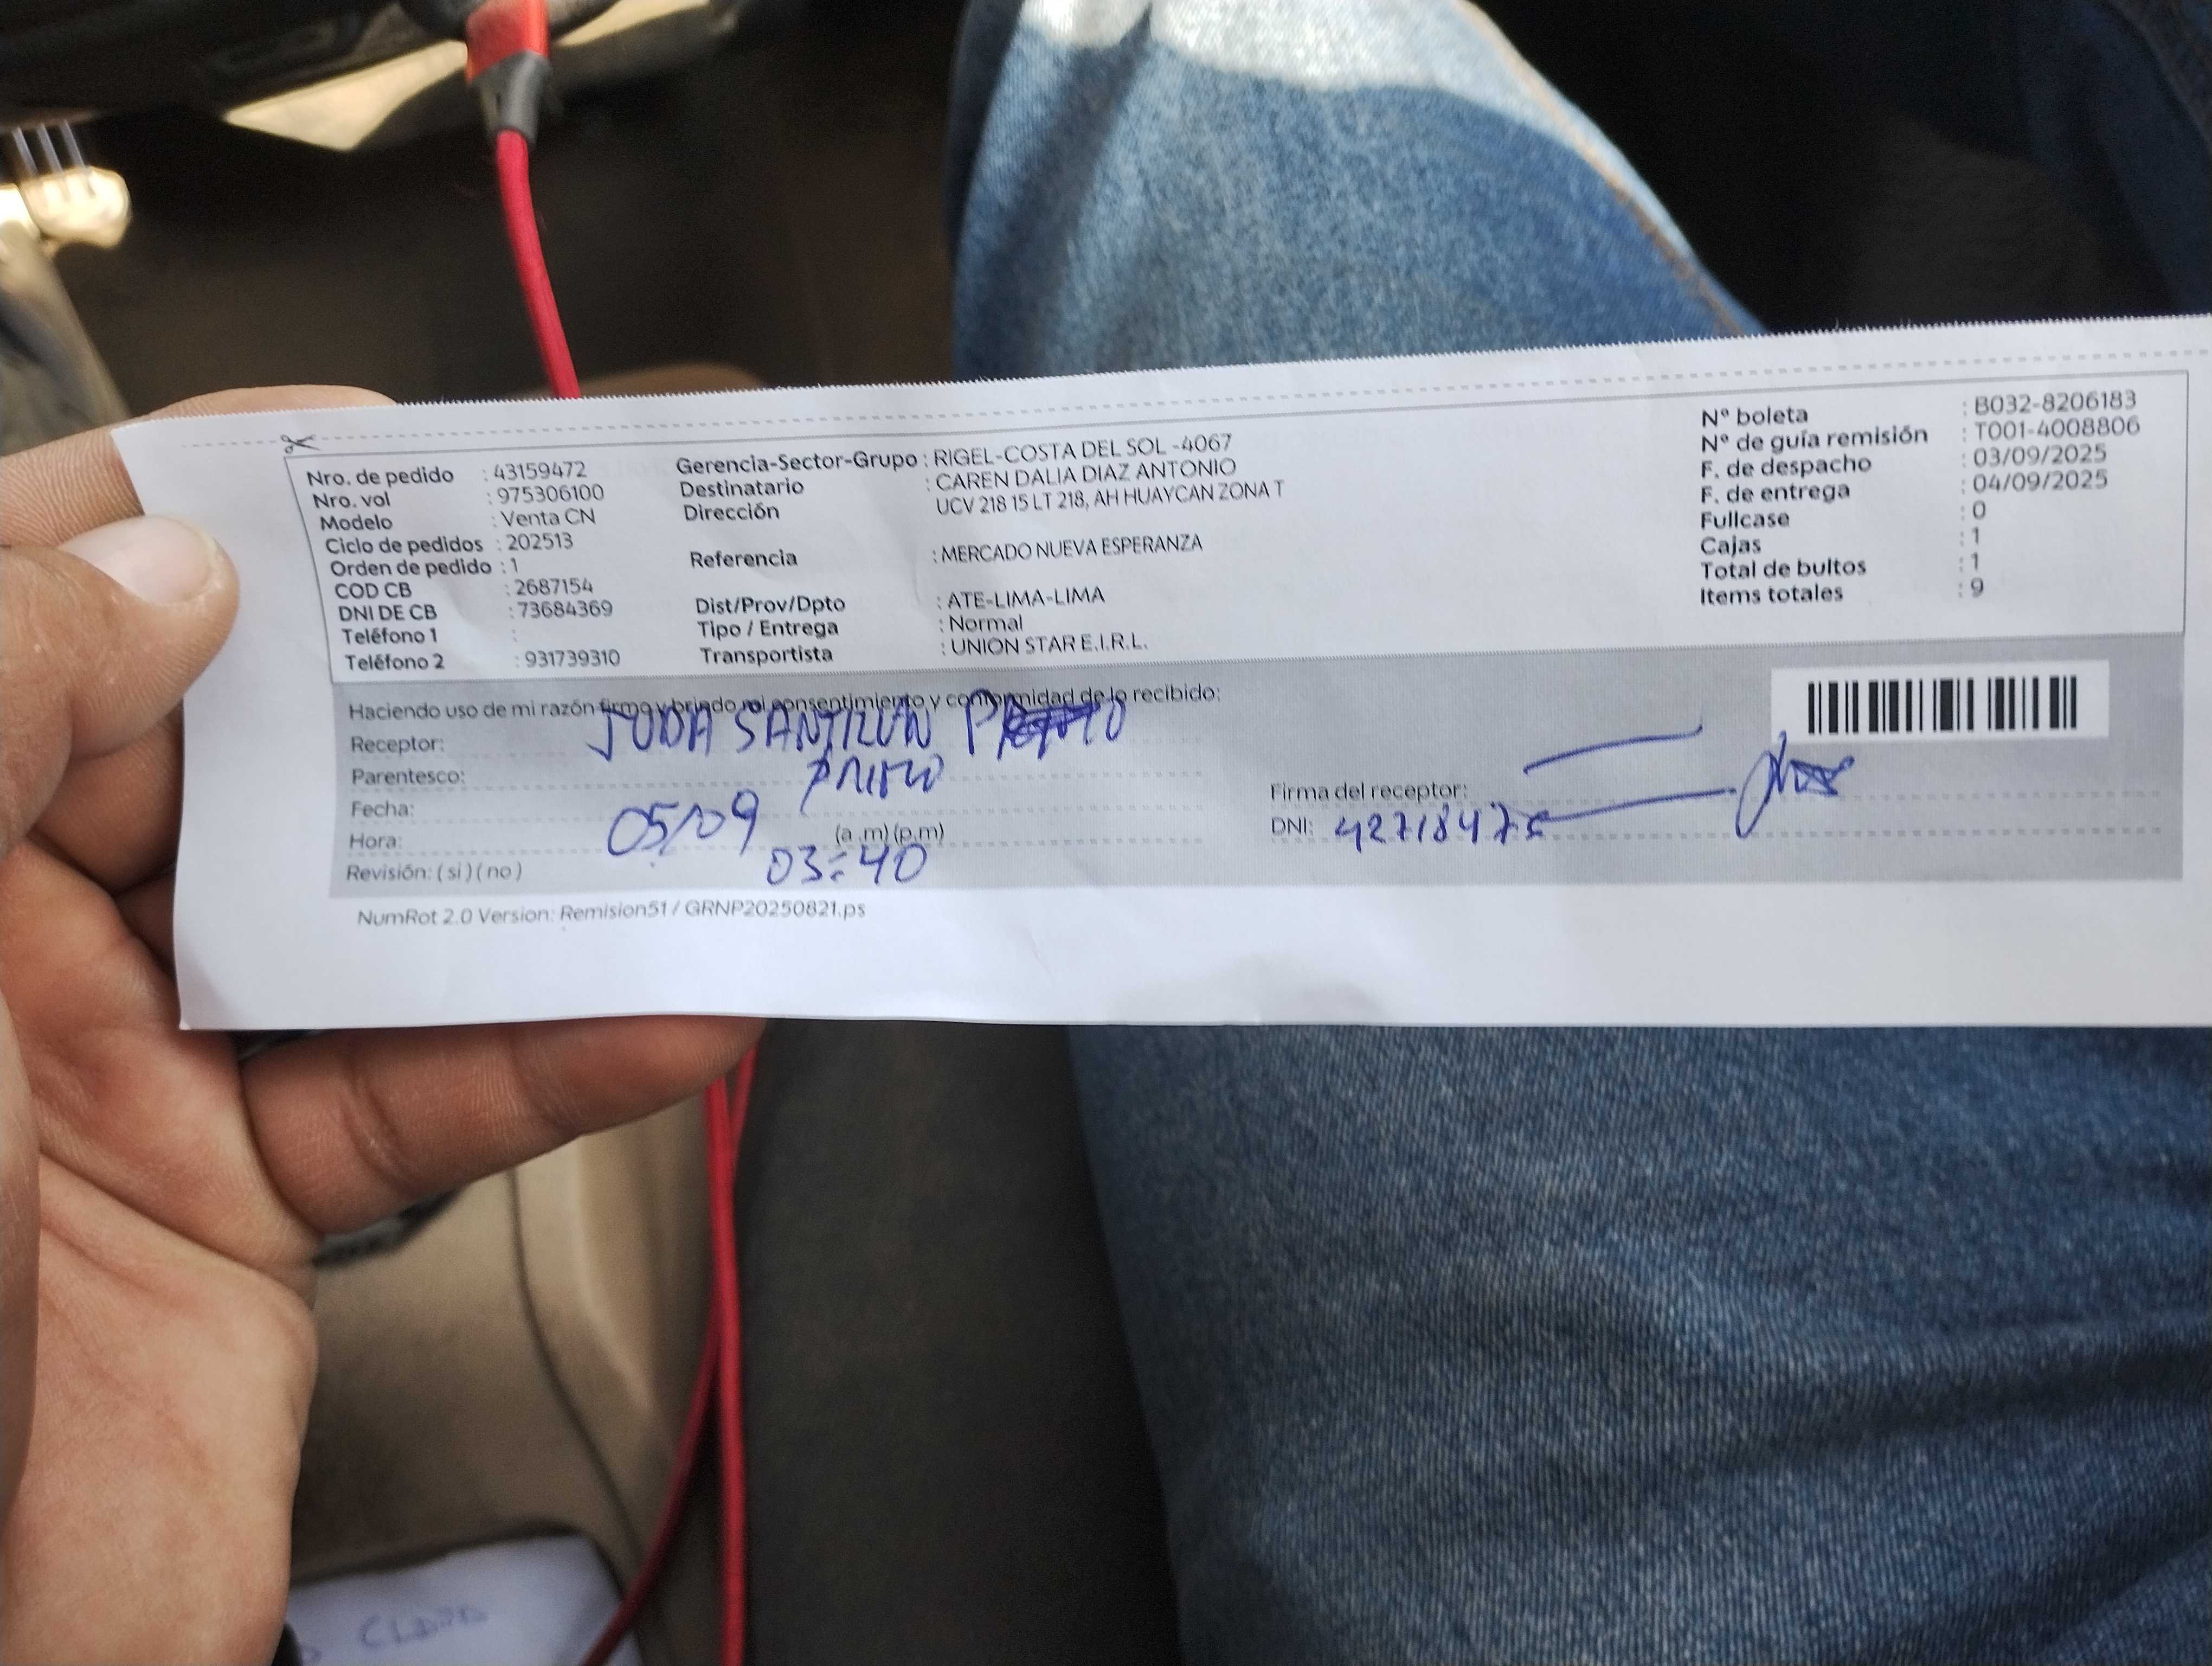 Nro. de pedido : 43159472
Nro. vol : 975306100
Modelo : Venta CN
Ciclo de pedidos : 202513
Orden de pedido : 1
COD CB : 2687154
DNI DE CB : 73684369
Teléfono 1 :
Teléfono 2 : 931739310
Gerencia-Sector-Grupo : RIGEL-COSTA DEL SOL -4067
Destinatario : CAREN DALIA DIAZ ANTONIO
Dirección UCV 218 15 LT 218, AH HUAYCAN ZONA T
Referencia : MERCADO NUEVA ESPERANZA
Dist/Prov/Dpto : ATE-LIMA-LIMA
Tipo / Entrega : Normal
Transportista : UNION STAR E.I.R.L.
N° boleta : B032-8206183
N° de guía remisión : T001-4008806
F. de despacho : 03/09/2025
F. de entrega : 04/09/2025
Fullcase : 0
Cajas : 1
Total de bultos : 1
Items totales : 9
Haciendo uso de mi razón firmo y brindo mi consentimiento y conformidad de lo recibido:
Receptor:
Parentesco:
Fecha: 05/09
Hora: (a .m) (p.m) 03:40
Revisión: ( si ) ( no )
Firma del receptor:
DNI:
NumRot 2.0 Version: Remision51 / GRNP20250821.ps
CLARO